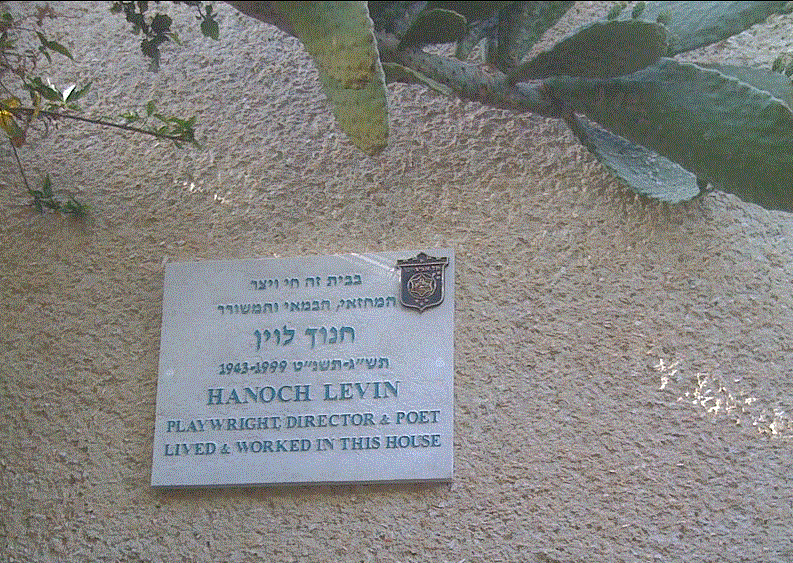 בבית זה חי ויצר
המחזאי, הבמאי והמשורר
חנוך לוין
תש״ג-תשנ״ט 1943-1999
HANOCH LEVIN
PLAYWRIGHT, DIRECTOR & POET
LIVED & WORKED IN THIS HOUSE